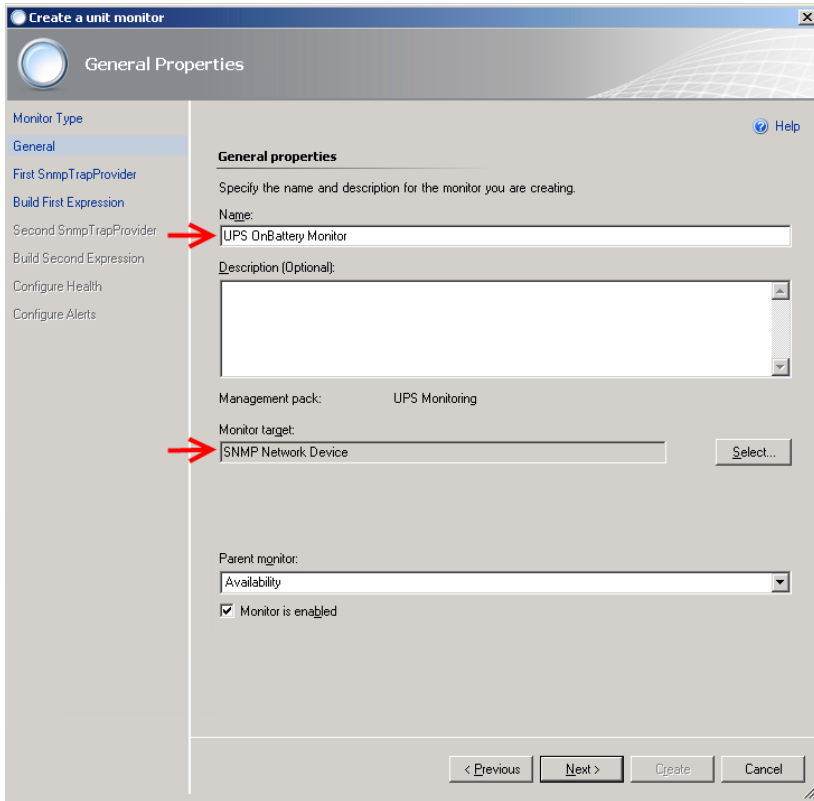 Create a unit monitor
General Properties
Monitor Type
General
First SnmpTrapProvider
Build First Expression
Second SnmpTrapProvider
Build Second Expression
Configure Health
Configure Alerts
Help
General properties
Specify the name and description for the monitor you are creating.
Name:
UPS OnBattery Monitor
Description (Optional):
Management pack: UPS Monitoring
Monitor target:
SNMP Network Device
Select...
Parent monitor:
Availability
Monitor is enabled
< Previous Next > Create Cancel